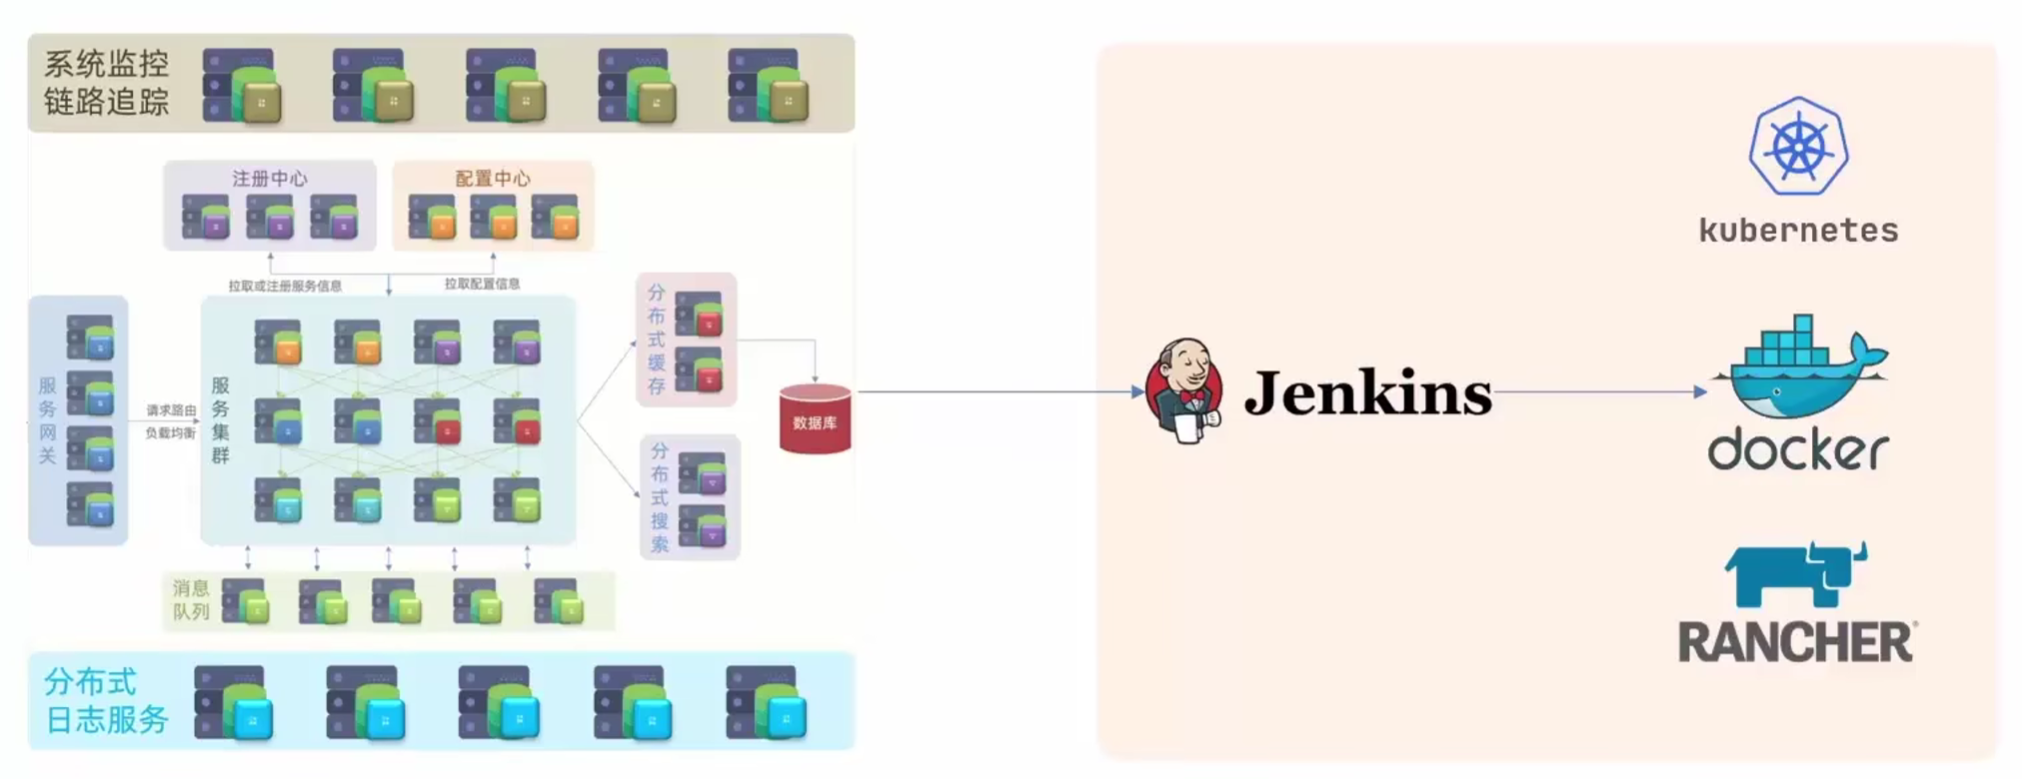 系统监控
链路追踪
注册中心
配置中心
拉取或注册服务信息
拉取配置信息
服务网关
请求路由
负载均衡
服务集群
分布式缓存
分布式搜索
数据库
消息
队列
分布式
日志服务
Jenkins
kubernetes
docker
RANCHER